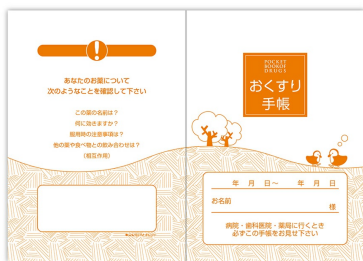 !
あなたのお薬について
次のようなことを確認して下さい
この薬の名前は？
何に効きますか？
服用時の注意事項は？
他の薬や食べ物との飲み合わせは？
(相互作用)
POCKET
BOOK OF
DRUGS
おくすり
手帳
年 月 日～ 年 月 日
お名前
様
病院・歯科医院・薬局に行くとき
必ずこの手帳をお見せ下さい